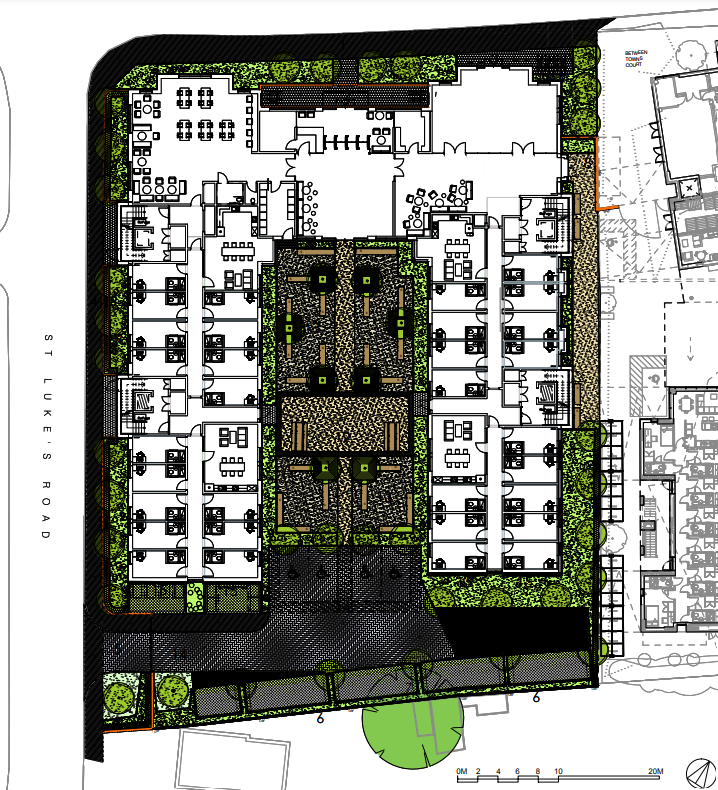 BETWEEN
TOWNS
COURT
ST LUKE'S ROAD
6
6
0M 2 4 6 8 10 20M